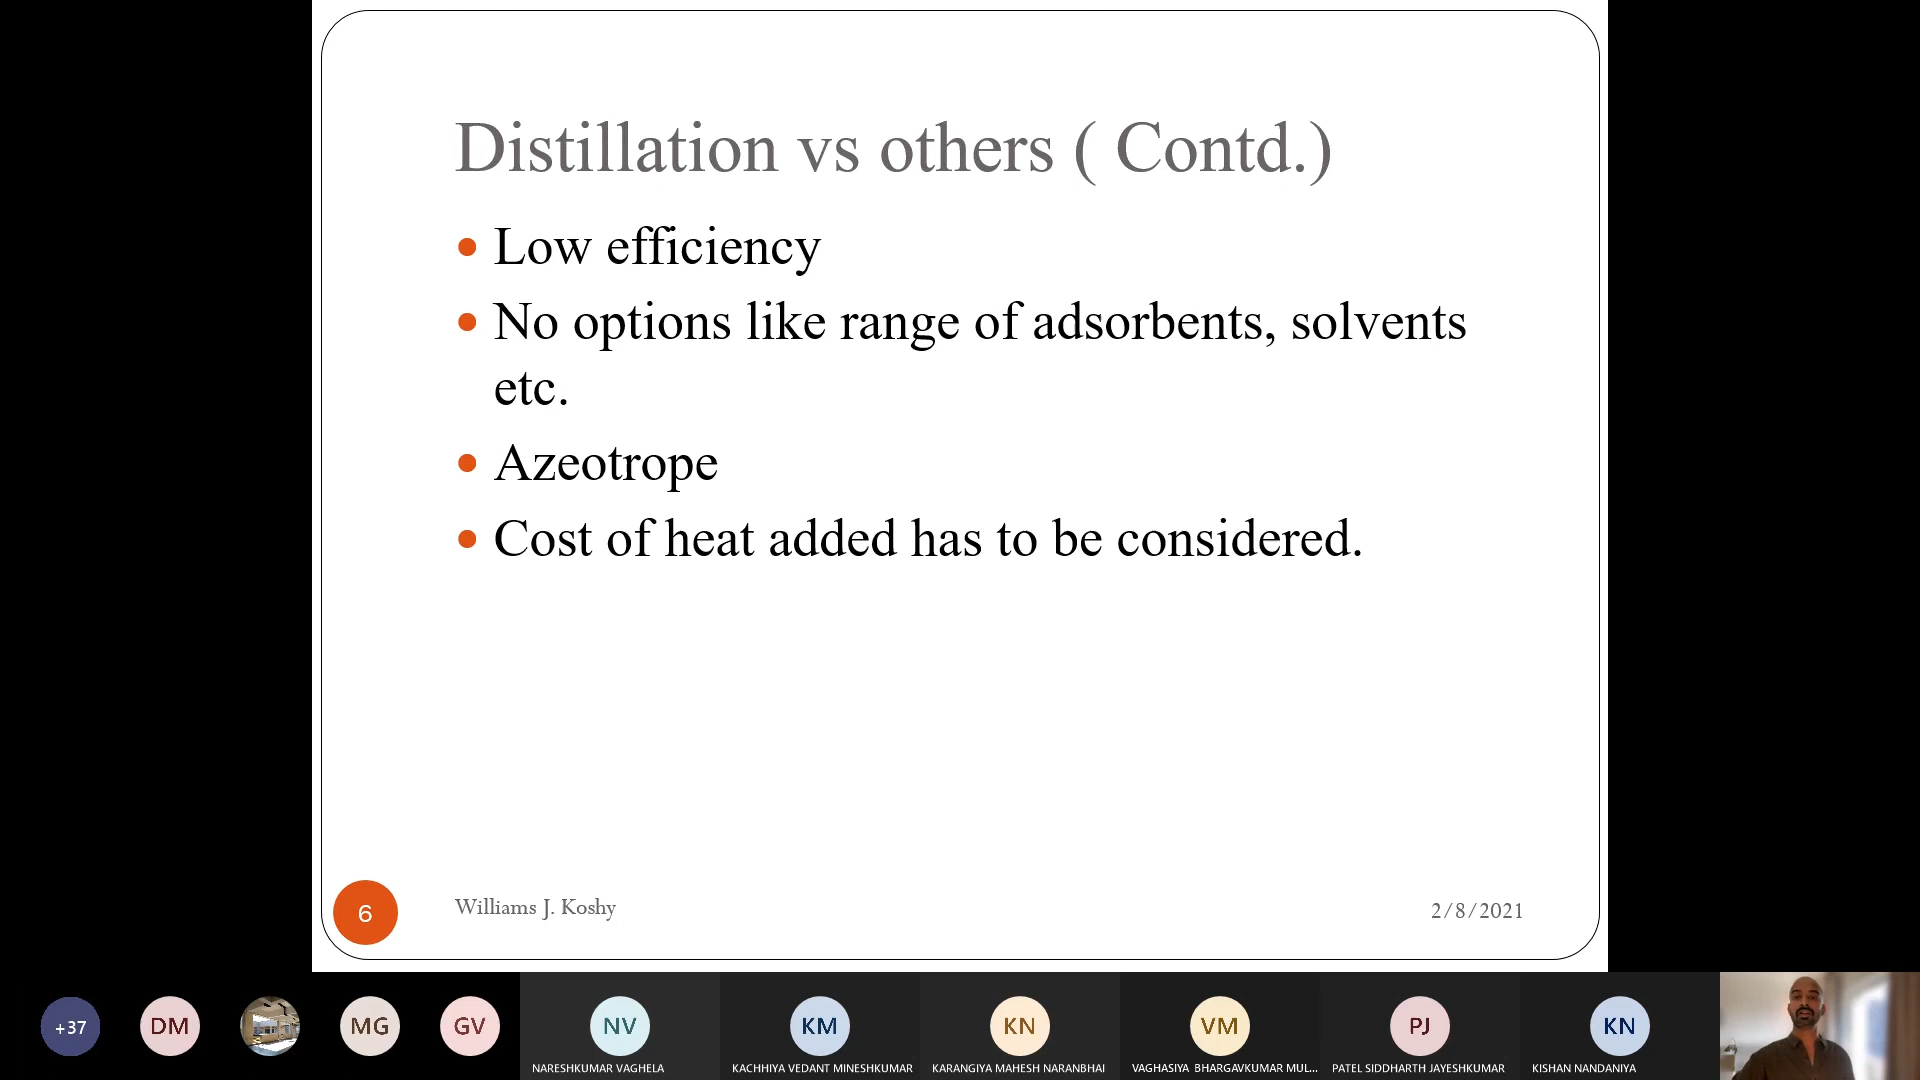 Distillation vs others ( Contd.)
• Low efficiency
• No options like range of adsorbents, solvents
etc.
• Azeotrope
• Cost of heat added has to be considered.
6
Williams J. Koshy
2/8/2021
+37
DM
MG
GV
NV
KM
KN
VM
PJ
KN
NARESHKUMAR VAGHELA
KACHHIYA VEDANT MINESHKUMAR
KARANGIYA MAHESH NARANBHAI
VAGHASIYA BHARGAVKUMAR MUL...
PATEL SIDDHARTH JAYESHKUMAR
KISHAN NANDANIYA